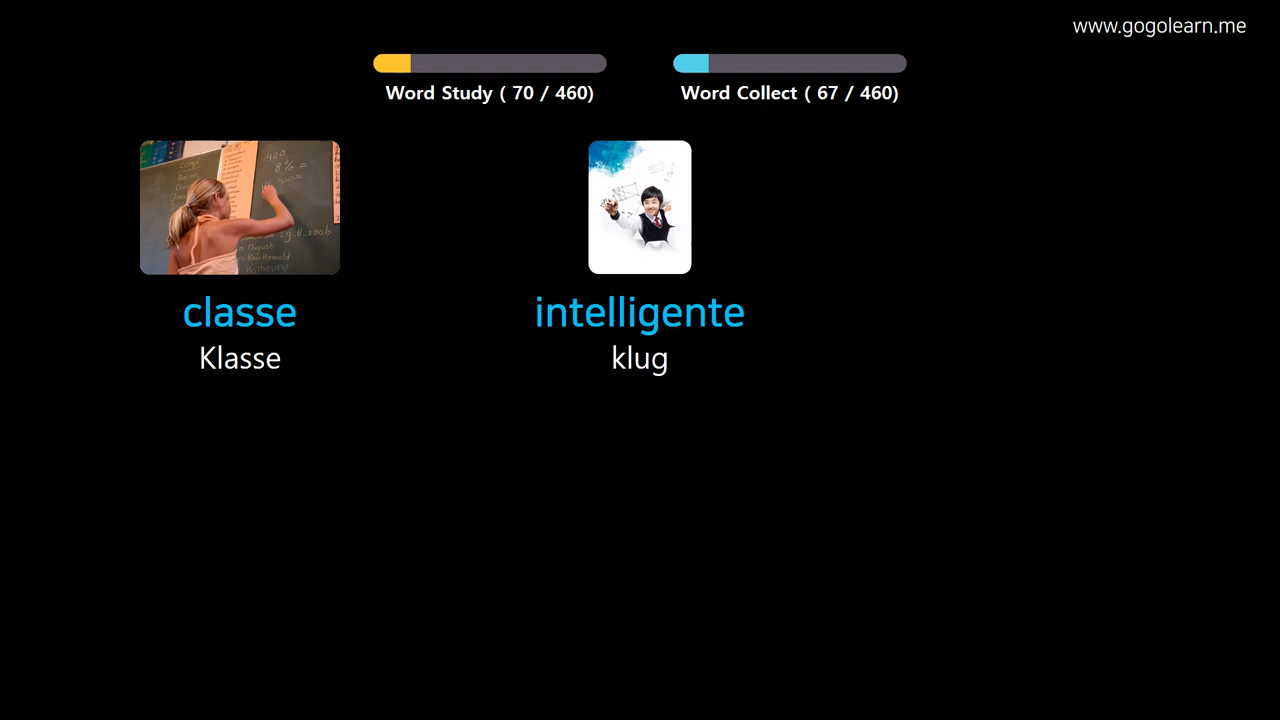 www.gogolearn.me
Word Study ( 70 / 460)
Word Collect ( 67 / 460)
classe
Klasse
intelligente
klug